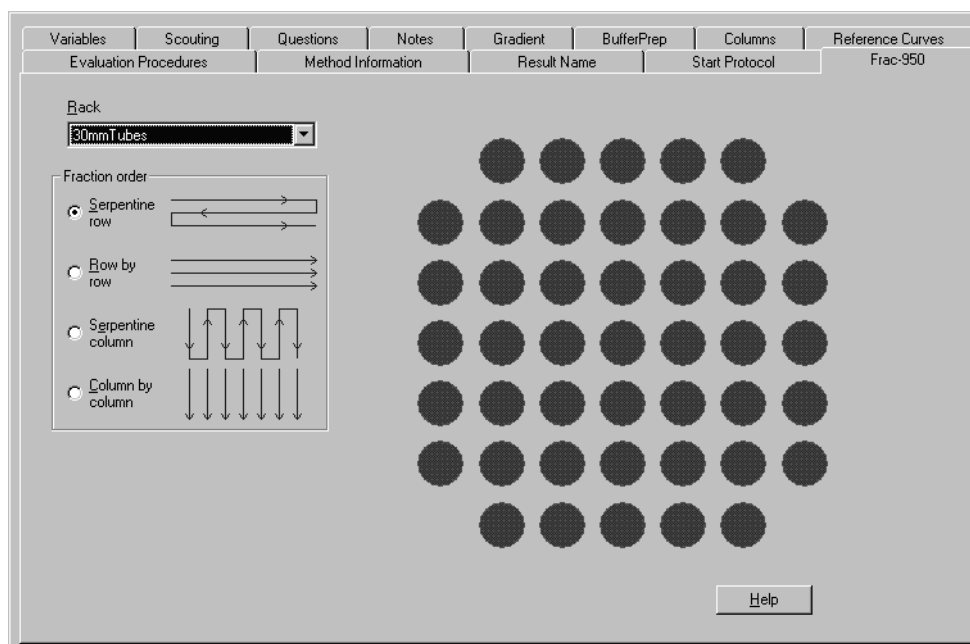 Variables Scouting Questions Notes Gradient BufferPrep Columns Reference Curves
Evaluation Procedures Method Information Result Name Start Protocol Frac-950
Rack
30mmTubes
Fraction order
Serpentine
row
Row by
row
Serpentine
column
Column by
column
Help